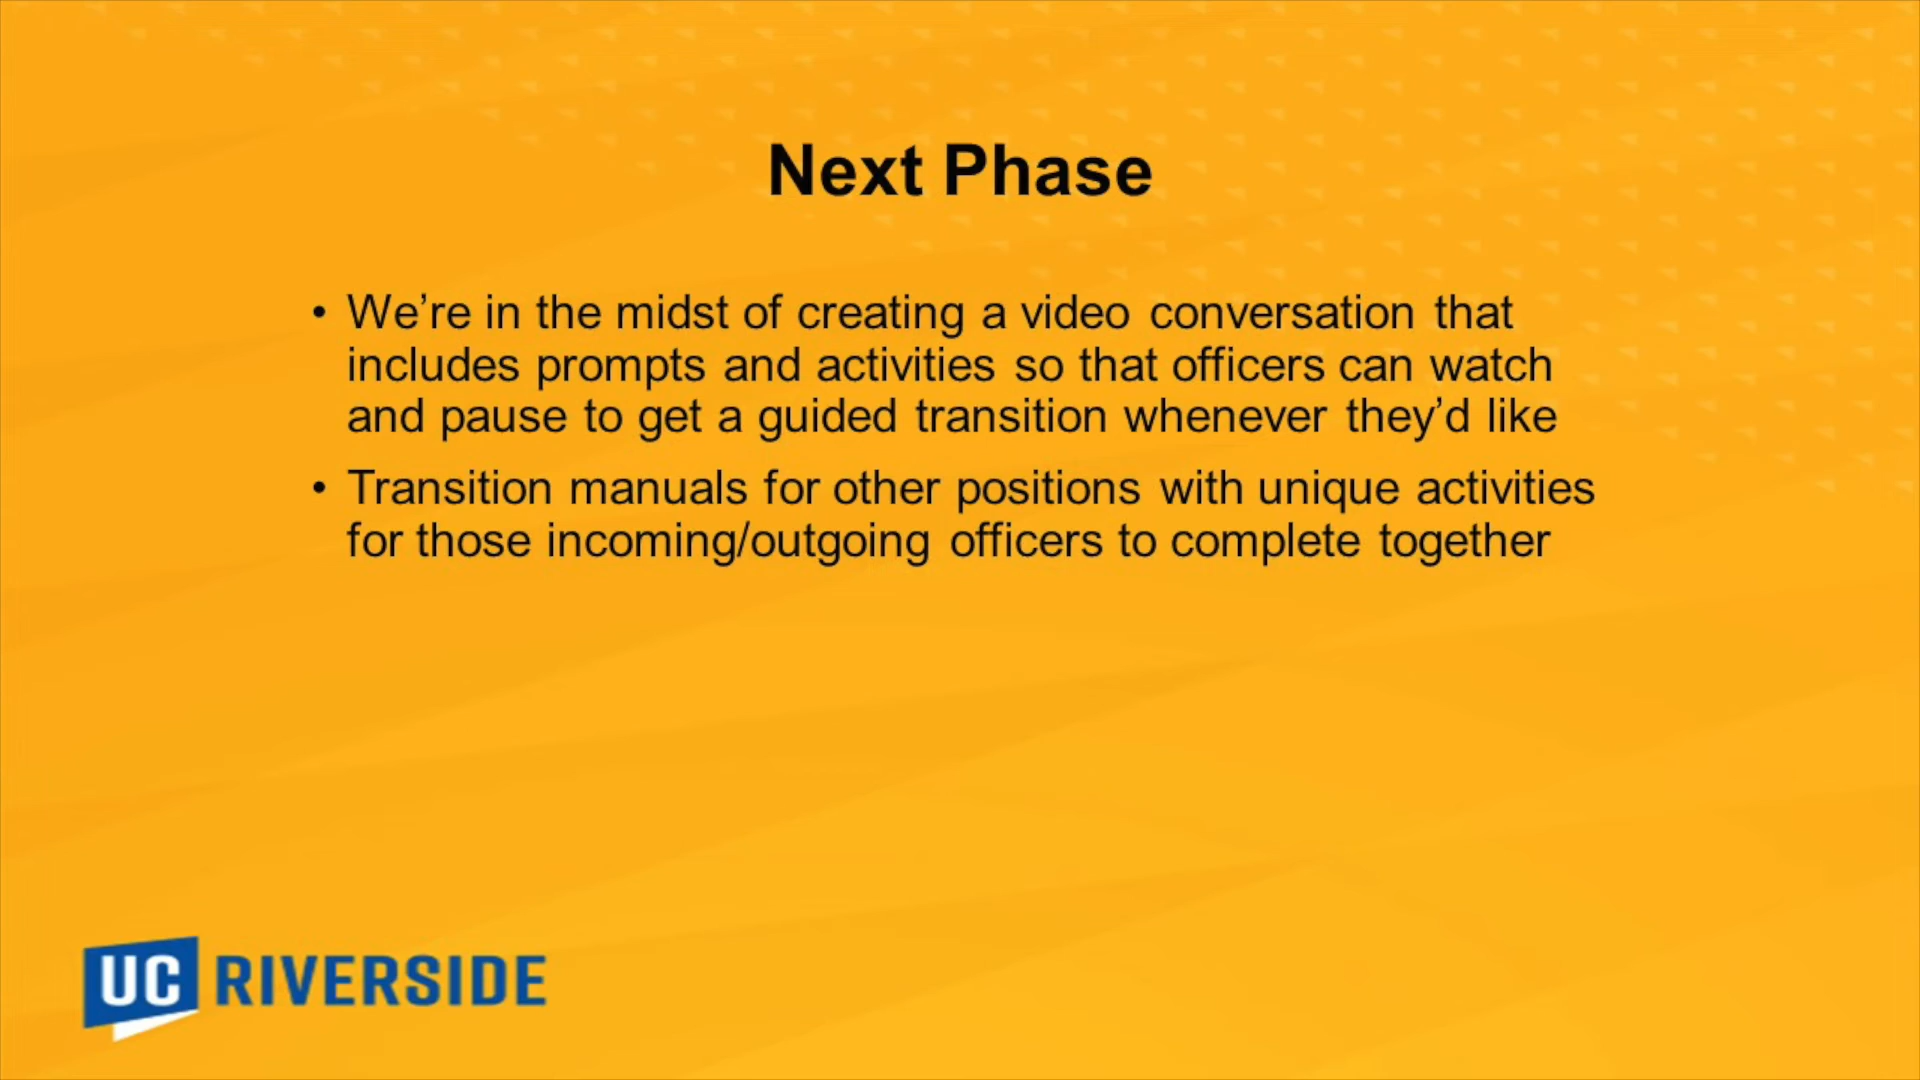 Next Phase
• We’re in the midst of creating a video conversation that
includes prompts and activities so that officers can watch
and pause to get a guided transition whenever they’d like
• Transition manuals for other positions with unique activities
for those incoming/outgoing officers to complete together
UC RIVERSIDE